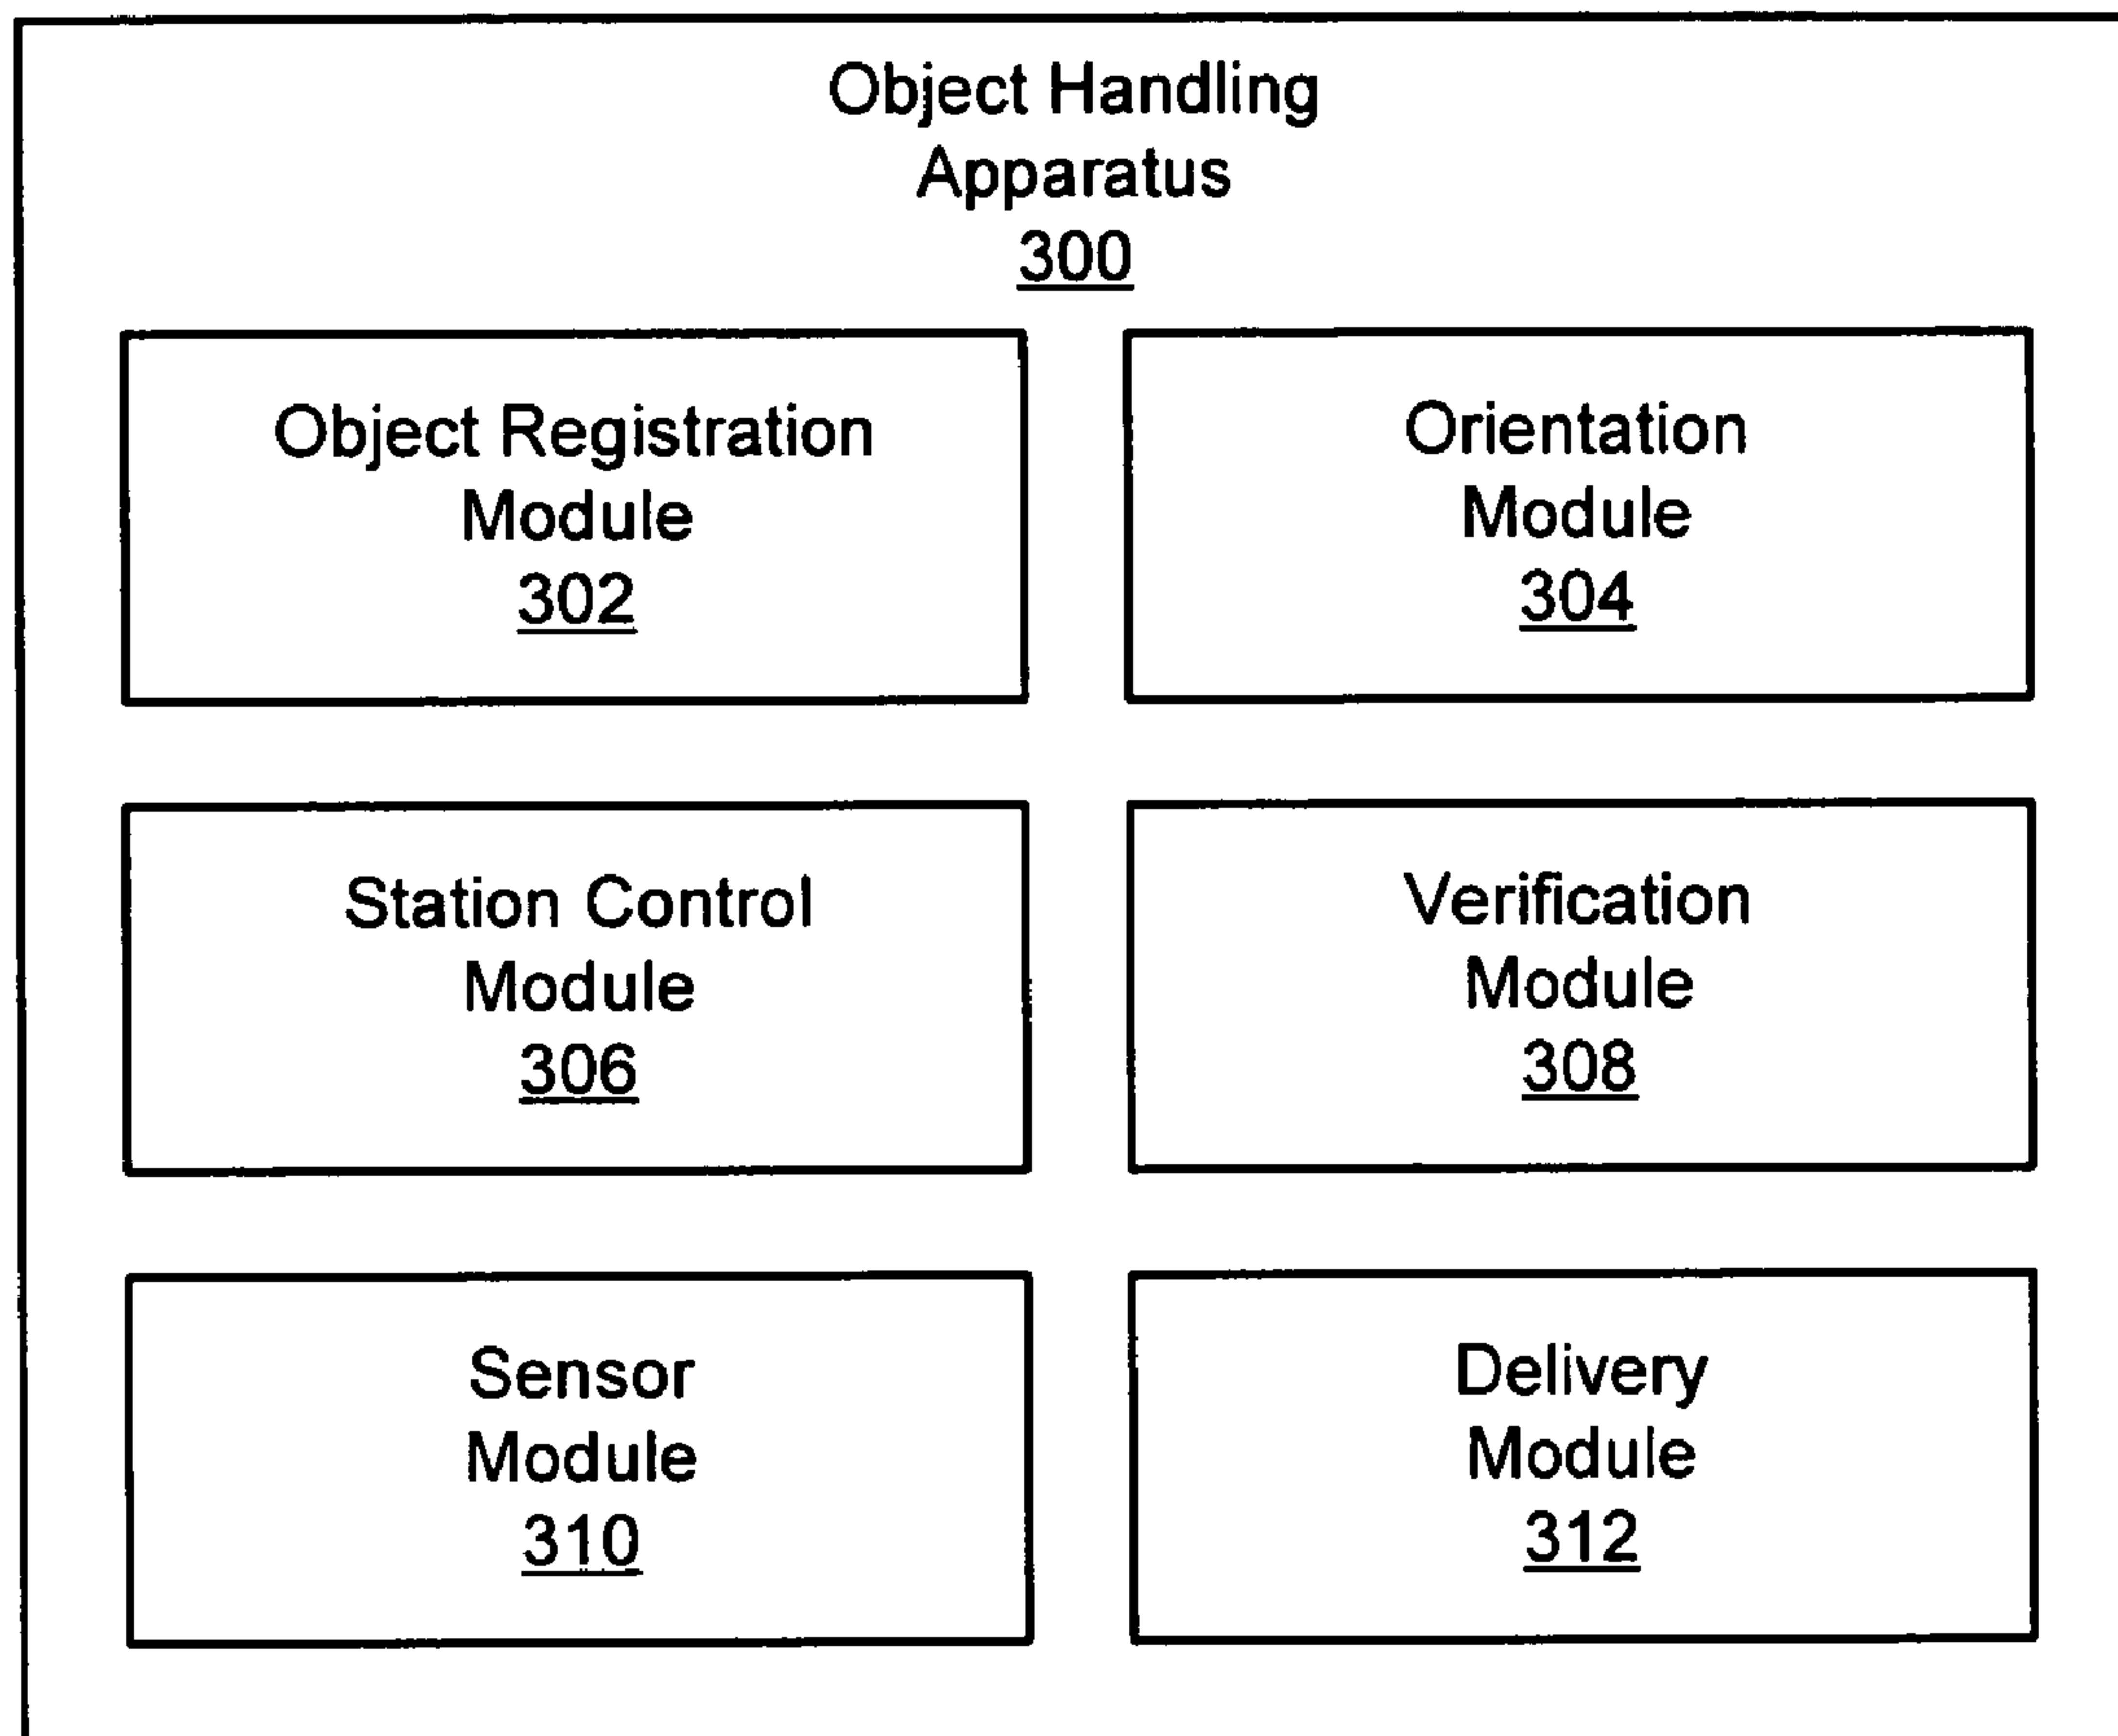 Object Handling
Apparatus
300
Object Registration
Module
302
Orientation
Module
304
Station Control
Module
306
Verification
Module
308
Sensor
Module
310
Delivery
Module
312